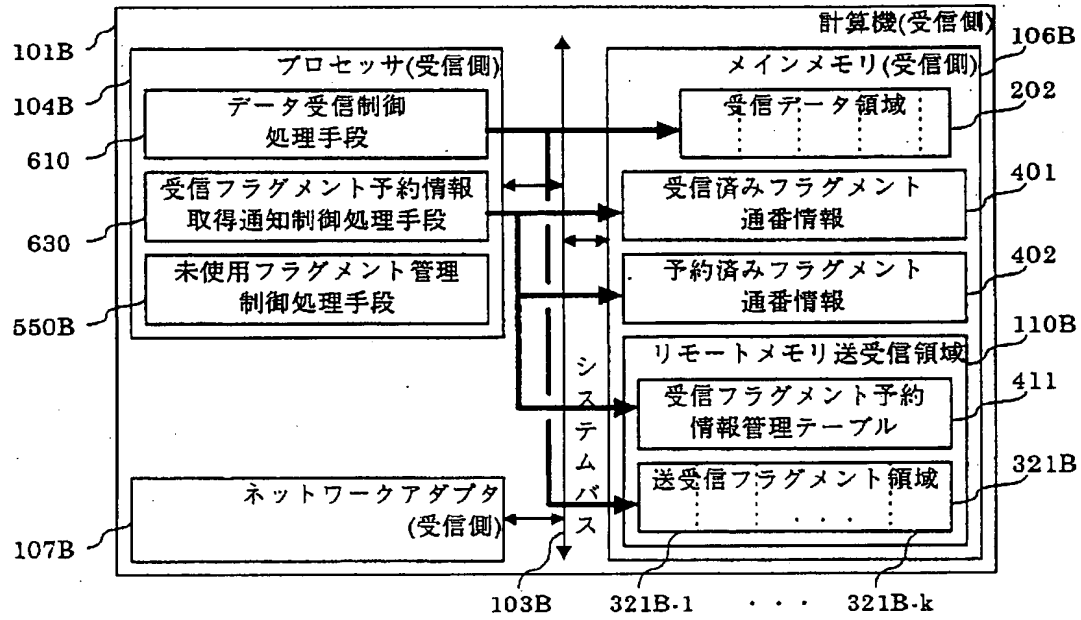 計算機(受信側)
101B
106B
プロセッサ(受信側)
メインメモリ(受信側)
104B
データ受信制御
処理手段
受信データ領域
202
610
受信フラグメント予約情報
取得通知制御処理手段
受信済みフラグメント
通番情報
401
630
未使用フラグメント管理
制御処理手段
予約済みフラグメント
通番情報
402
550B
110B
リモートメモリ送受信領域
システムバス
受信フラグメント予約
情報管理テーブル
411
送受信フラグメント領域
321B
・・・
ネットワークアダプタ
(受信側)
107B
103B
321B-1
・・・
321B-k